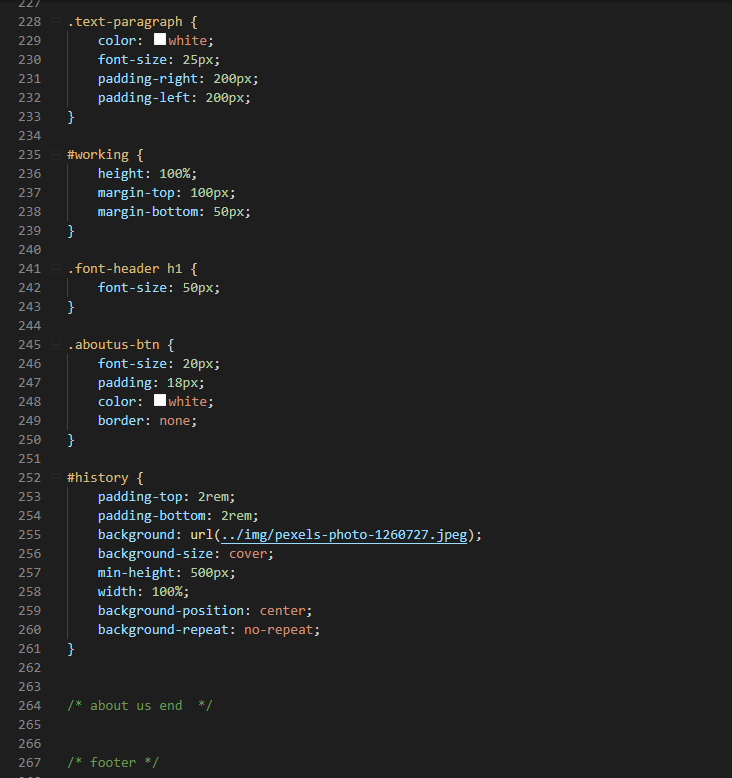 227
228 .text-paragraph {
229 color: white;
230 font-size: 25px;
231 padding-right: 200px;
232 padding-left: 200px;
233 }
234
235 #working {
236 height: 100%;
237 margin-top: 100px;
238 margin-bottom: 50px;
239 }
240
241 .font-header h1 {
242 font-size: 50px;
243 }
244
245 .aboutus-btn {
246 font-size: 20px;
247 padding: 18px;
248 color: white;
249 border: none;
250 }
251
252 #history {
253 padding-top: 2rem;
254 padding-bottom: 2rem;
255 background: url(../img/pexels-photo-1260727.jpeg);
256 background-size: cover;
257 min-height: 500px;
258 width: 100%;
259 background-position: center;
260 background-repeat: no-repeat;
261 }
262
263
264 /* about us end  */
265
266
267 /* footer */